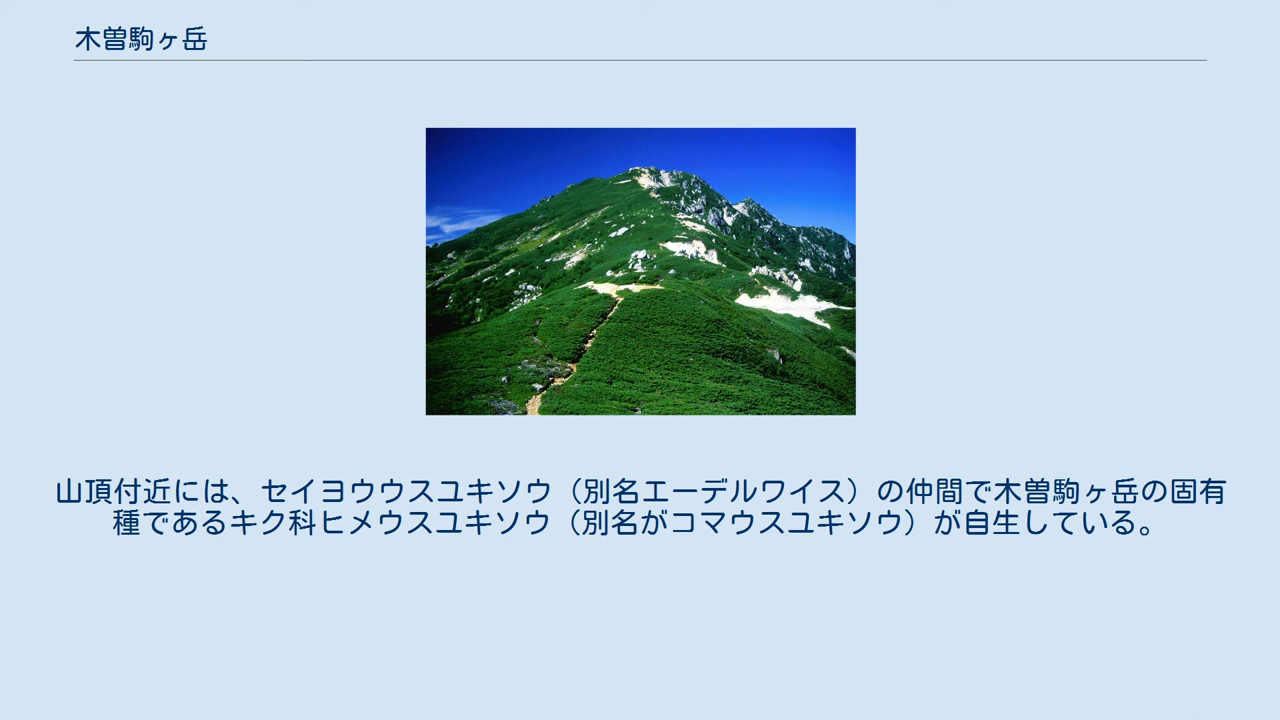 木曽駒ヶ岳
山頂付近には、セイヨウウスユキソウ（別名エーデルワイス）の仲間で木曽駒ヶ岳の固有
種であるキク科ヒメウスユキソウ（別名がコマウスユキソウ）が自生している。